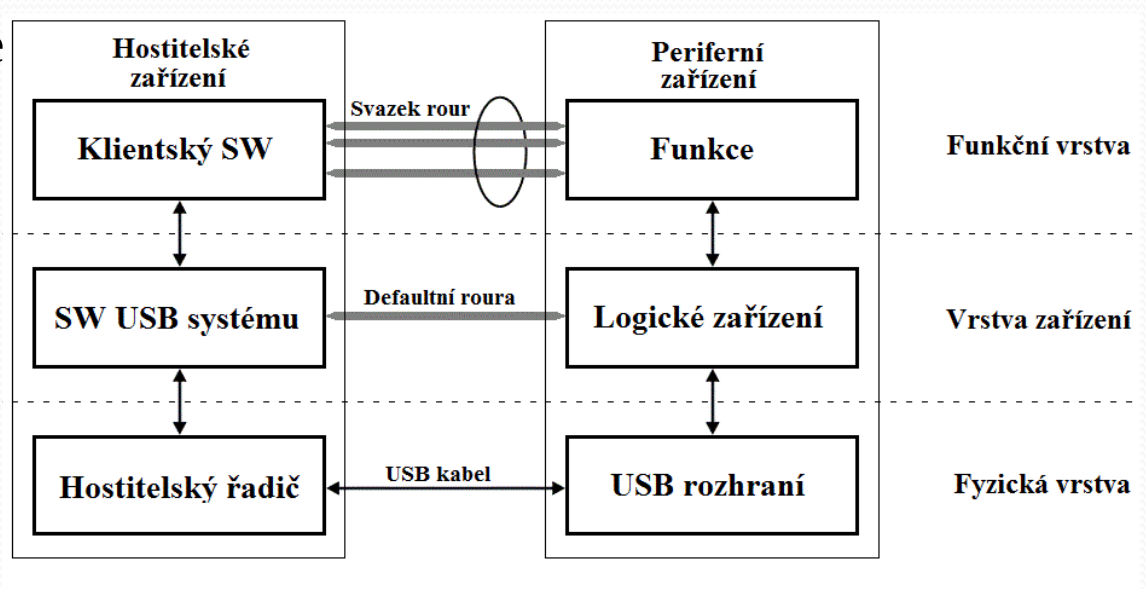 Hostitelské
zařízení
Periferní
zařízení
Svazek rour
Klientský SW
Funkce
Funkční vrstva
Defaultní roura
SW USB systému
Logické zařízení
Vrstva zařízení
USB kabel
Hostitelský řadič
USB rozhraní
Fyzická vrstva